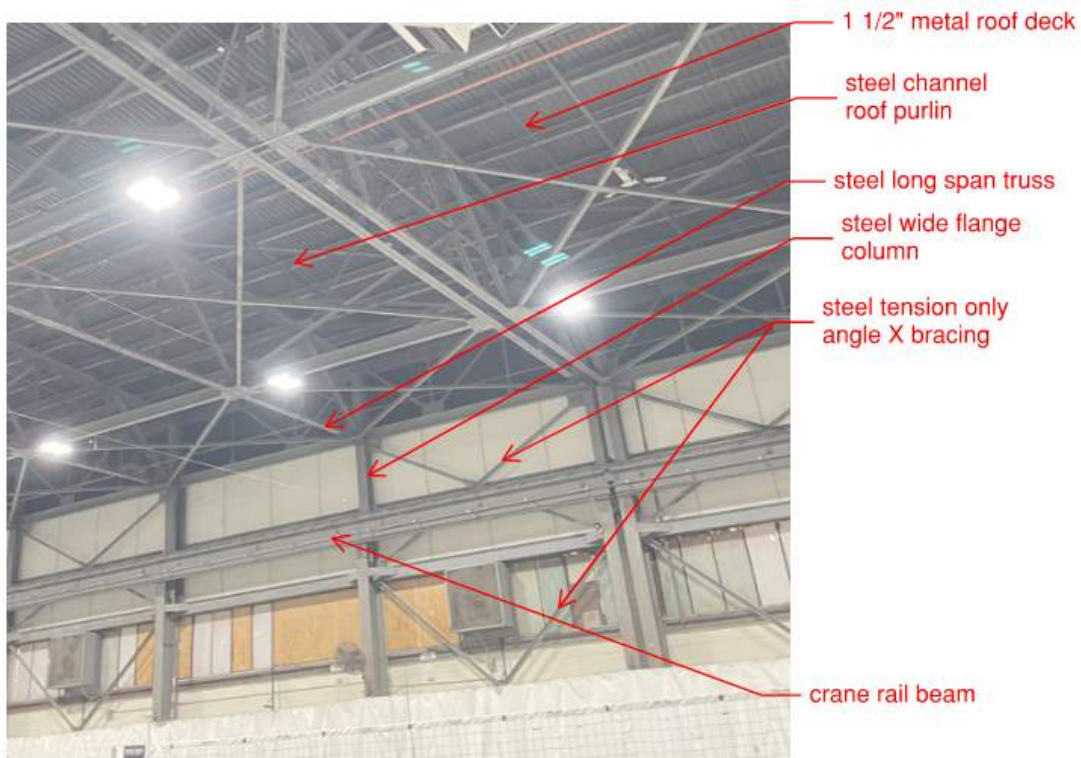 1 1/2" metal roof deck
steel channel
roof purlin
steel long span truss
steel wide flange
column
steel tension only
angle X bracing
crane rail beam